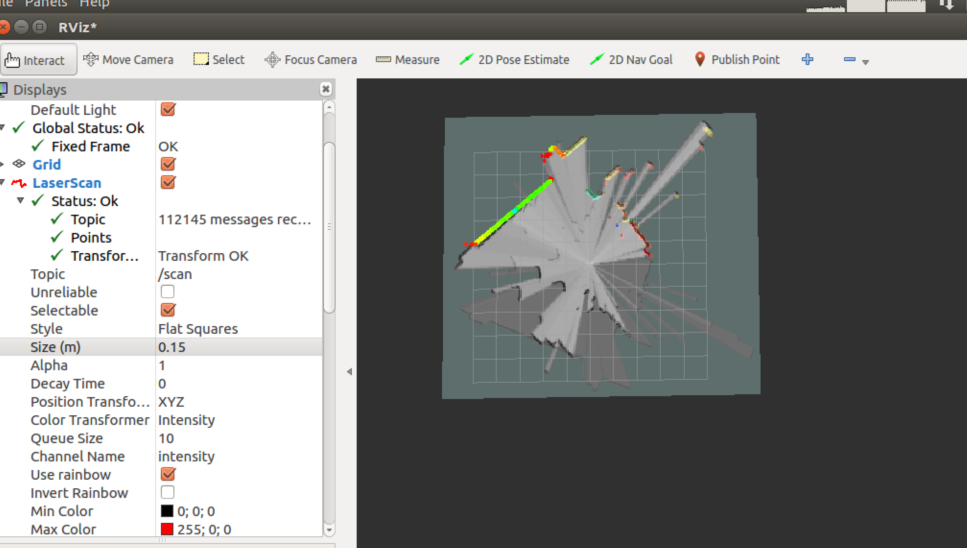 ile Panels Help
RViz*
Interact Move Camera Select Focus Camera Measure 2D Pose Estimate 2D Nav Goal Publish Point
Displays
Default Light
Global Status: Ok
Fixed Frame OK
Grid
LaserScan
Status: Ok
Topic 112145 messages rec...
Points
Transfor... Transform OK
Topic /scan
Unreliable
Selectable
Style Flat Squares
Size (m) 0.15
Alpha 1
Decay Time 0
Position Transfo... XYZ
Color Transformer Intensity
Queue Size 10
Channel Name intensity
Use rainbow
Invert Rainbow
Min Color 0; 0; 0
Max Color 255; 0; 0